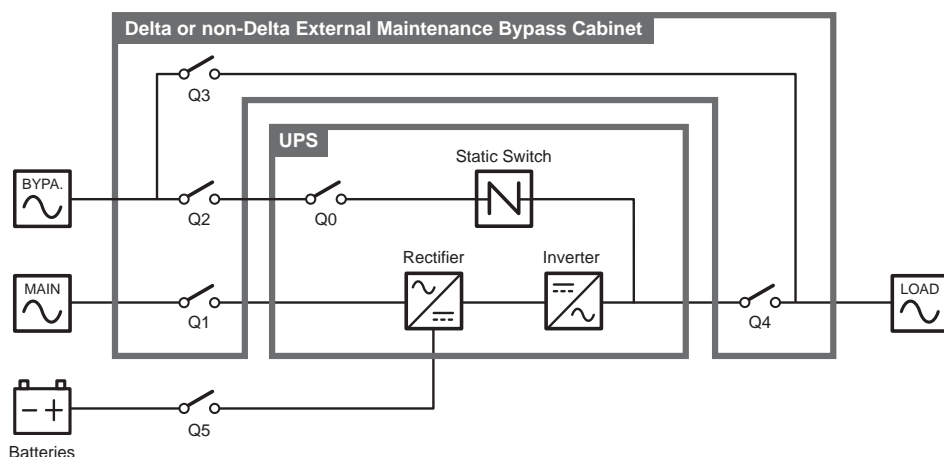 Delta or non-Delta External Maintenance Bypass Cabinet
Q3
UPS
Static Switch
BYPA.
Q2
Q0
Rectifier
Inverter
MAIN
LOAD
Q1
Q4
Q5
Batteries